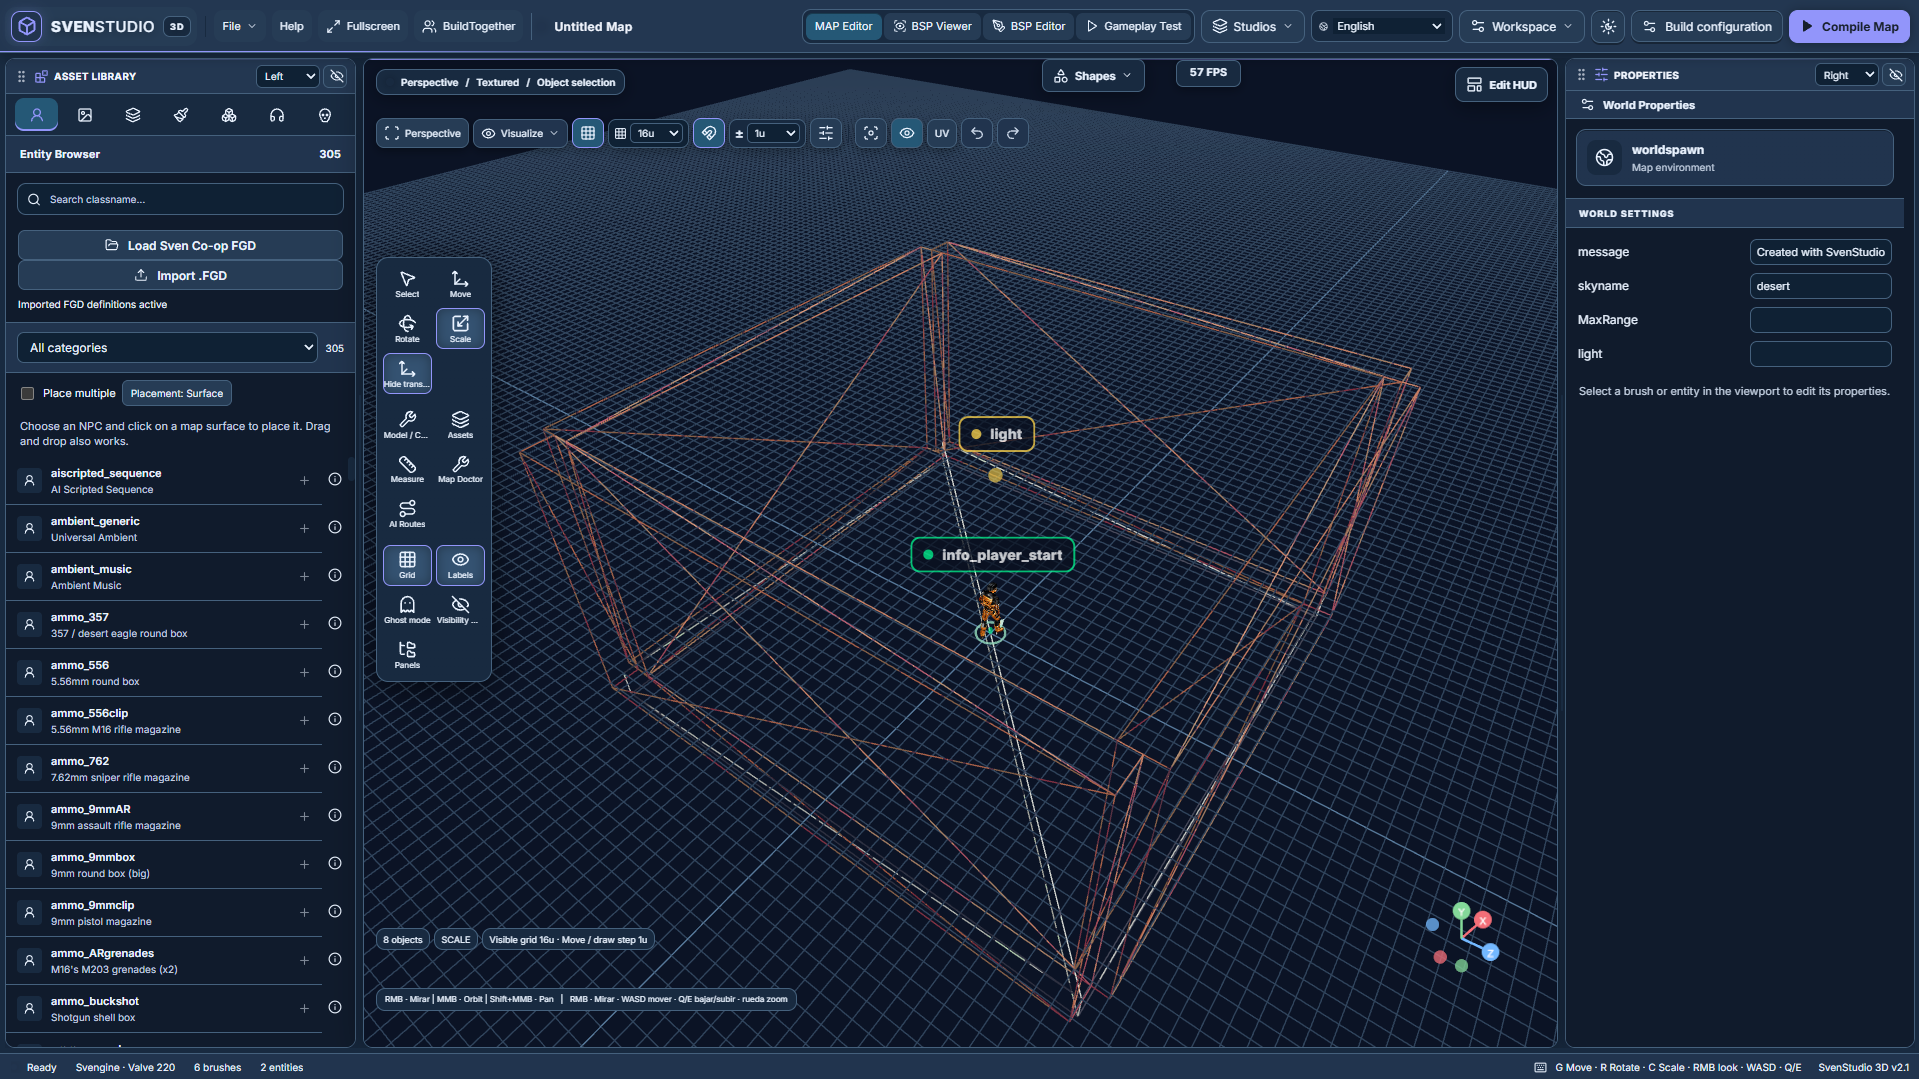 SVENSTUDIO 3D File Help Fullscreen BuildTogether Untitled Map MAP Editor BSP Viewer BSP Editor Gameplay Test Studios English Workspace Build configuration Compile Map
ASSET LIBRARY Left
Entity Browser 305
Search classname...
Load Sven Co-op FGD
Import .FGD
Imported FGD definitions active
All categories 305
Place multiple Placement: Surface
Choose an NPC and click on a map surface to place it. Drag
and drop also works.
aiscripted_sequence
AI Scripted Sequence
ambient_generic
Universal Ambient
ambient_music
Ambient Music
ammo_357
357 / desert eagle round box
ammo_556
5.56mm round box
ammo_556clip
5.56mm M16 rifle magazine
ammo_762
7.62mm sniper rifle magazine
ammo_9mmAR
9mm assault rifle magazine
ammo_9mmbox
9mm round box (big)
ammo_9mmclip
9mm pistol magazine
ammo_ARgrenades
M16's M203 grenades (x2)
ammo_buckshot
Shotgun shell box
Perspective / Textured / Object selection
Shapes
57 FPS
Edit HUD
Perspective Visualize 16u ± 1u UV
Select Move
Rotate Scale
Hide trans...
Model / C... Assets
Measure Map Doctor
AI Routes
Grid Labels
Ghost mode Visibility ...
Panels
light
info_player_start
Y
X
Z
8 objects SCALE Visible grid 16u · Move / draw step 1u
RMB · Mirar | MMB · Orbit | Shift+MMB · Pan | RMB · Mirar · WASD mover · Q/E bajar/subir · rueda zoom
PROPERTIES Right
World Properties
worldspawn
Map environment
WORLD SETTINGS
message Created with SvenStudio
skyname desert
MaxRange
light
Select a brush or entity in the viewport to edit its properties.
Ready Svengine · Valve 220 6 brushes 2 entities G Move · R Rotate · C Scale · RMB look · WASD · Q/E SvenStudio 3D v2.1